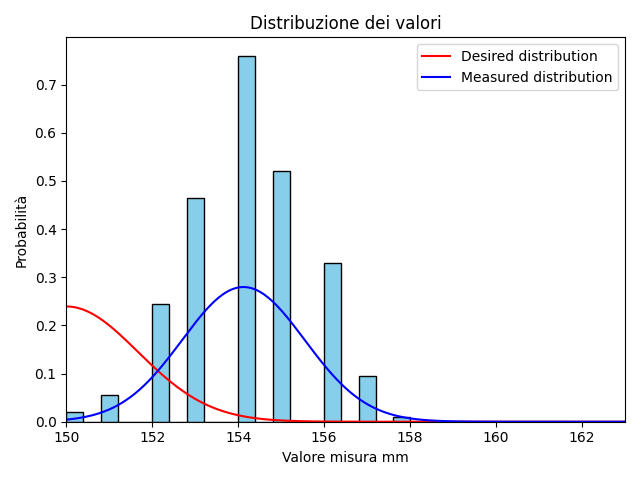 Distribuzione dei valori
Desired distribution
Measured distribution
Probabilità
0.7
0.6
0.5
0.4
0.3
0.2
0.1
0.0
150 152 154 156 158 160 162
Valore misura mm